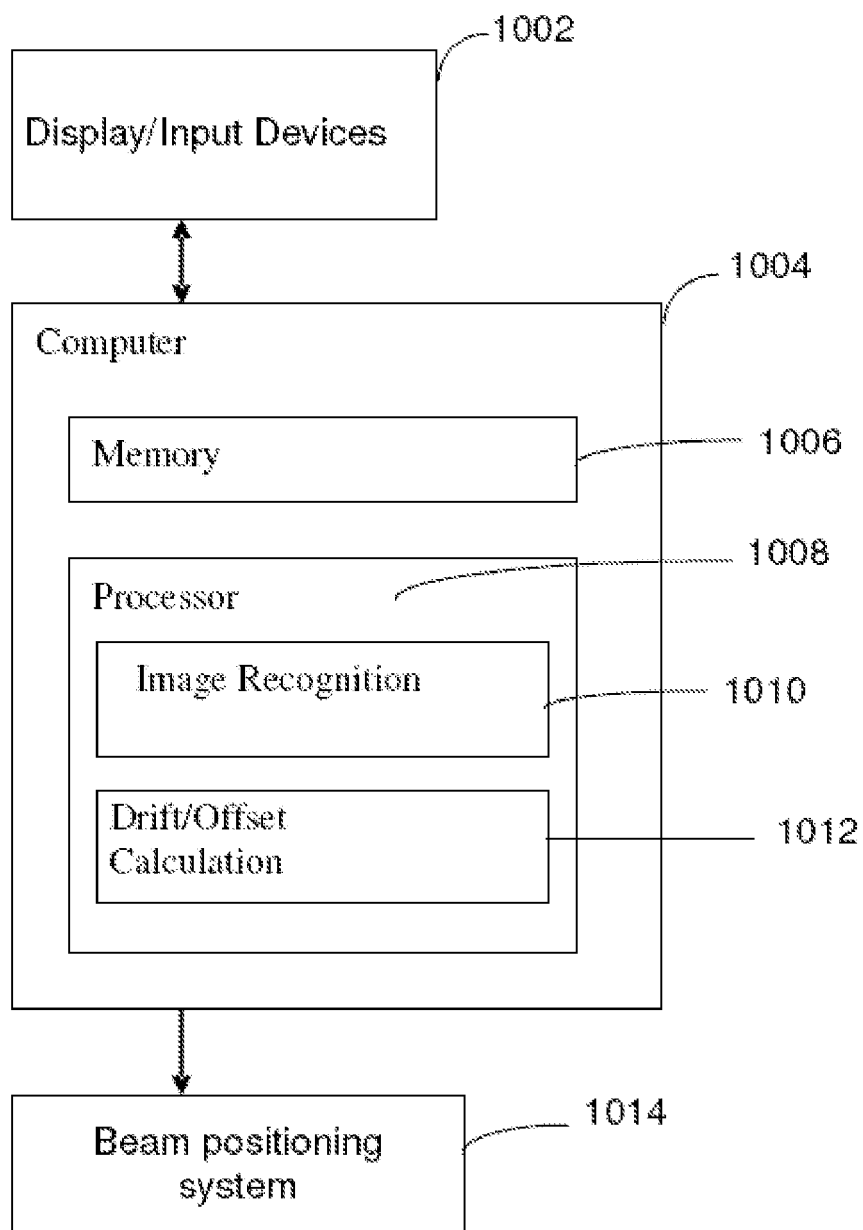 1002
Display/Input Devices
1004
Computer
Memory
1006
1008
Processor
Image Recognition
1010
Drift/Offset
Calculation
1012
1014
Beam positioning
system